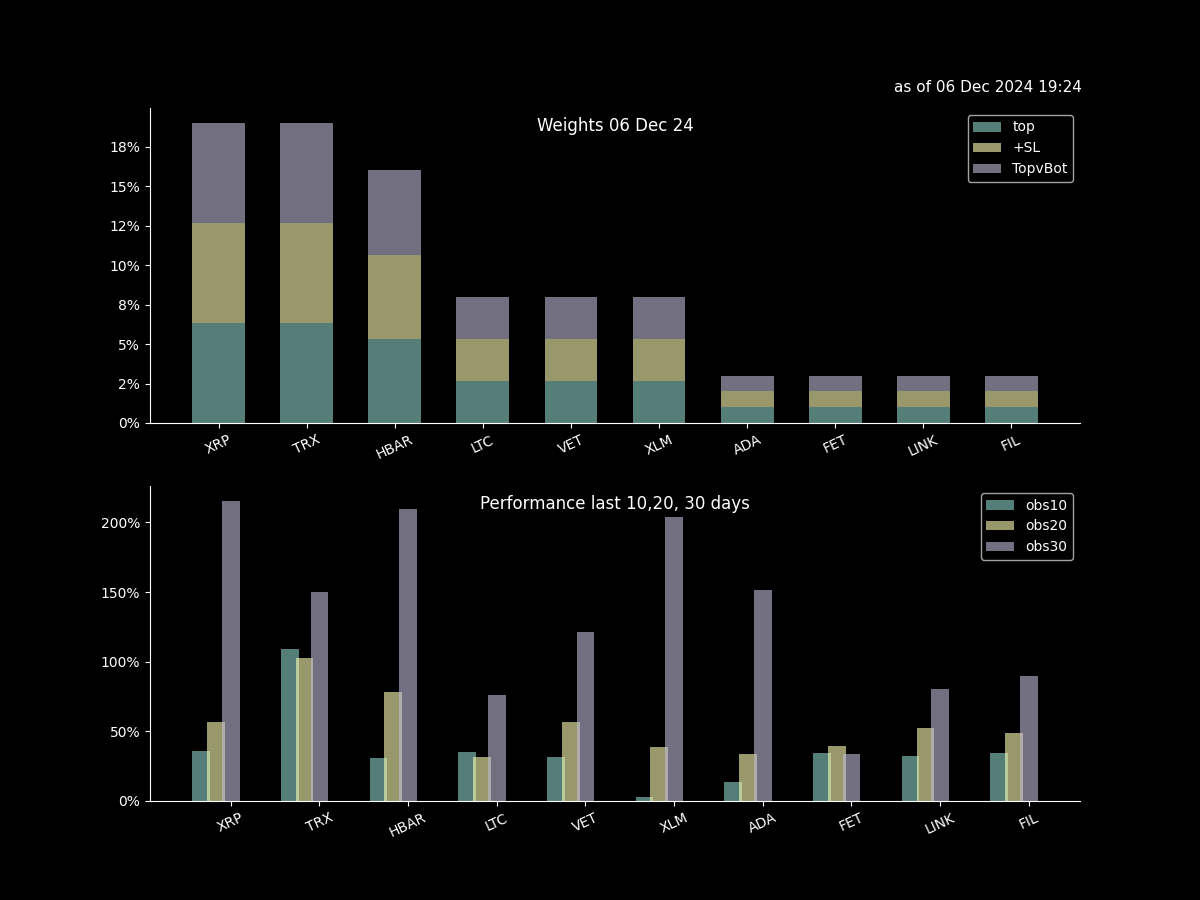 as of 06 Dec 2024 19:24
Weights 06 Dec 24
top
+SL
TopvBot
18%
15%
12%
10%
8%
5%
2%
0%
XRP TRX HBAR LTC VET XLM ADA FET LINK FIL
Performance last 10,20, 30 days
obs10
obs20
obs30
200%
150%
100%
50%
0%
XRP TRX HBAR LTC VET XLM ADA FET LINK FIL